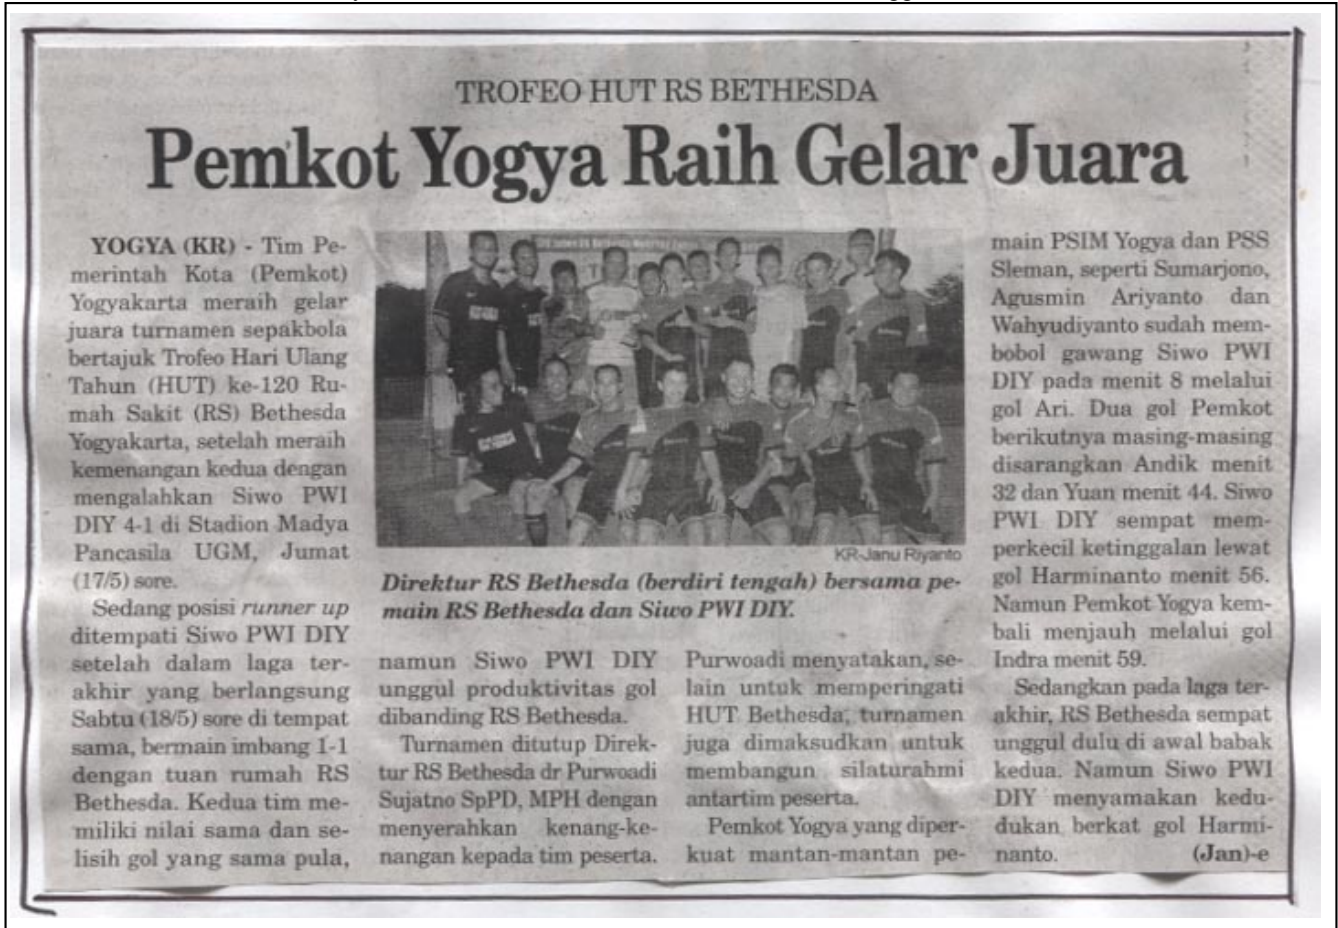 TROFEO HUT RS BETHESDA
Pemkot Yogya Raih Gelar Juara
YOGYA (KR) - Tim Pe-
merintah Kota (Pemkot)
Yogyakarta meraih gelar
juara turnamen sepakbola
bertajuk Trofeo Hari Ulang
Tahun (HUT) ke-120 Ru-
mah Sakit (RS) Bethesda
Yogyakarta, setelah meraih
kemenangan kedua dengan
mengalahkan Siwo PWI
DIY 4-1 di Stadion Madya
Pancasila UGM, Jumat
(17/5) sore.
Sedang posisi runner up
ditempati Siwo PWI DIY
setelah dalam laga ter-
akhir yang berlangsung
Sabtu (18/5) sore di tempat
sama, bermain imbang 1-1
dengan tuan rumah RS
Bethesda. Kedua tim me-
miliki nilai sama dan se-
lisih gol yang sama pula,
KR-Janu Riyanto
Direktur RS Bethesda (berdiri tengah) bersama pe-
main RS Bethesda dan Siwo PWI DIY.
namun Siwo PWI DIY
unggul produktivitas gol
dibanding RS Bethesda.
Turnamen ditutup Direk-
tur RS Bethesda dr Purwoadi
Sujatno SpPD, MPH dengan
menyerahkan kenang-ke-
nangan kepada tim peserta.
Purwoadi menyatakan, se-
lain untuk memperingati
HUT Bethesda, turnamen
juga dimaksudkan untuk
membangun silaturahmi
antartim peserta.
Pemkot Yogya yang diper-
kuat mantan-mantan pe-
main PSIM Yogya dan PSS
Sleman, seperti Sumarjono,
Agusmin Ariyanto dan
Wahyudiyanto sudah mem-
bobol gawang Siwo PWI
DIY pada menit 8 melalui
gol Ari. Dua gol Pemkot
berikutnya masing-masing
disarangkan Andik menit
32 dan Yuan menit 44. Siwo
PWI DIY sempat mem-
perkecil ketinggalan lewat
gol Harminanto menit 56.
Namun Pemkot Yogya kem-
bali menjauh melalui gol
Indra menit 59.
Sedangkan pada laga ter-
akhir, RS Bethesda sempat
unggul dulu di awal babak
kedua. Namun Siwo PWI
DIY menyamakan kedu-
dukan berkat gol Harmi-
nanto. (Jan)-e